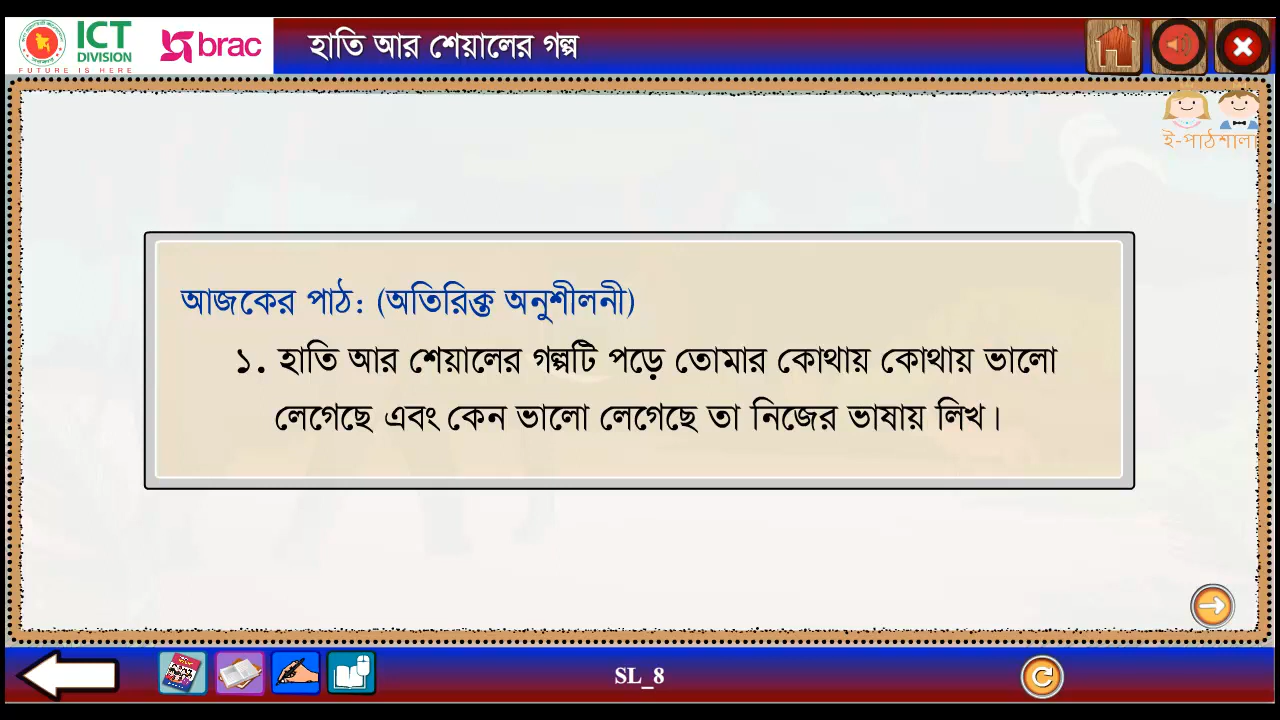 ICT
DIVISION
FUTURE IS HERE
brac
হাতি আর শেয়ালের গল্প
ই-পাঠশালা
আজকের পাঠ: (অতিরিক্ত অনুশীলনী)
১. হাতি আর শেয়ালের গল্পটি পড়ে তোমার কোথায় কোথায় ভালো
লেগেছে এবং কেন ভালো লেগেছে তা নিজের ভাষায় লিখ।
SL_8